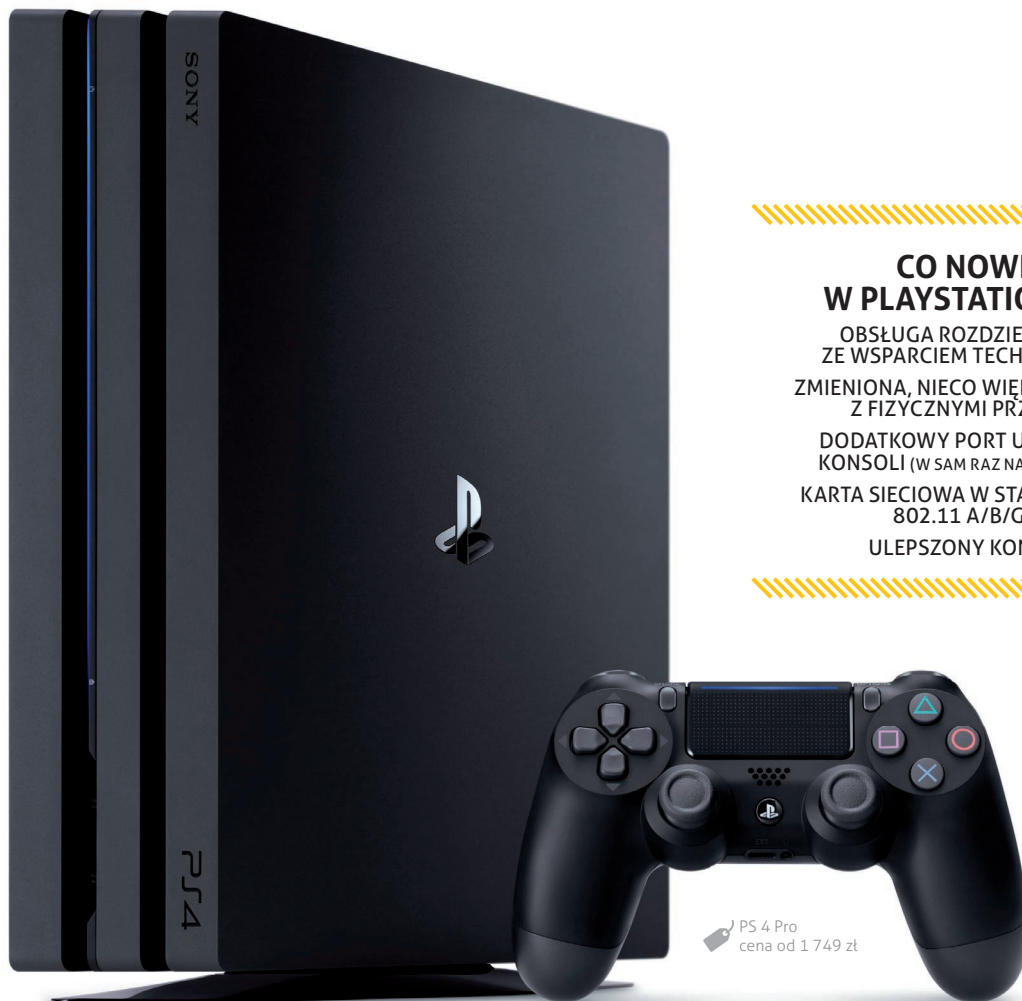 SONY
PS4
CO NOW
W PLAYSTATIO
OBSŁUGA ROZDZIE
ZE WSPARCIEM TECH
ZMIENIONA, NIECO WIĘ
Z FIZYCZNYMI PRZ
DODATKOWY PORT U
KONSOLI (W SAM RAZ NA
KARTA SIECIOWA W STA
802.11 A/B/G
ULEPSZONY KON
PS 4 Pro
cena od 1 749 zł